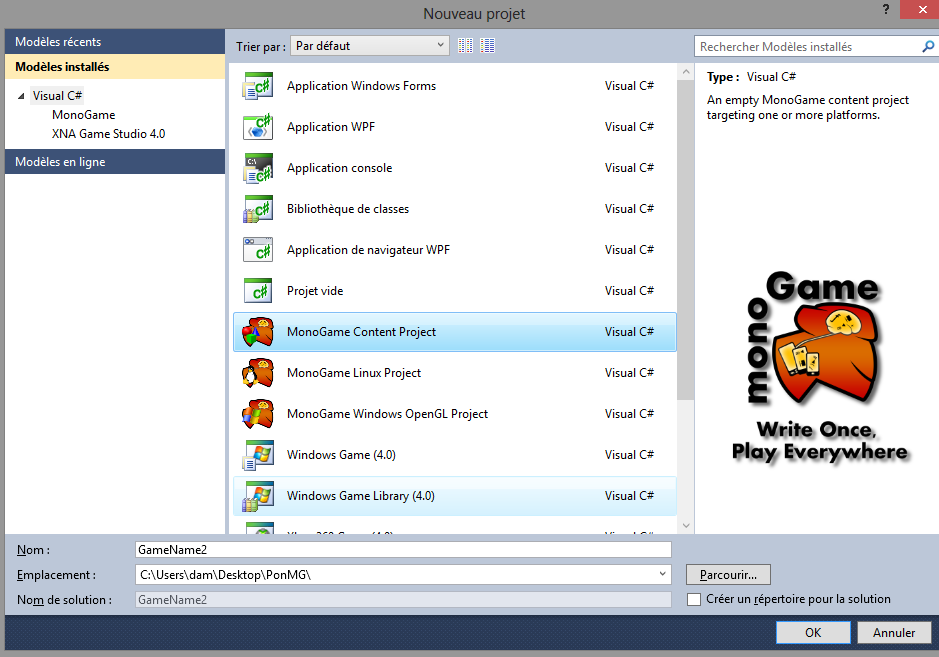 Nouveau projet
?
Modèles récents
Modèles installés
Visual C#
MonoGame
XNA Game Studio 4.0
Modèles en ligne
Trier par : Par défaut
Application Windows Forms Visual C#
Application WPF Visual C#
Application console Visual C#
Bibliothèque de classes Visual C#
Application de navigateur WPF Visual C#
Projet vide Visual C#
MonoGame Content Project Visual C#
MonoGame Linux Project Visual C#
MonoGame Windows OpenGL Project Visual C#
Windows Game (4.0) Visual C#
Windows Game Library (4.0) Visual C#
Rechercher Modèles installés
Type : Visual C#
An empty MonoGame content project
targeting one or more platforms.
mono
Game
Write Once,
Play Everywhere
Nom : GameName2
Emplacement : C:\Users\dam\Desktop\PonMG\ Parcourir...
Nom de solution : GameName2 Créer un répertoire pour la solution
OK Annuler